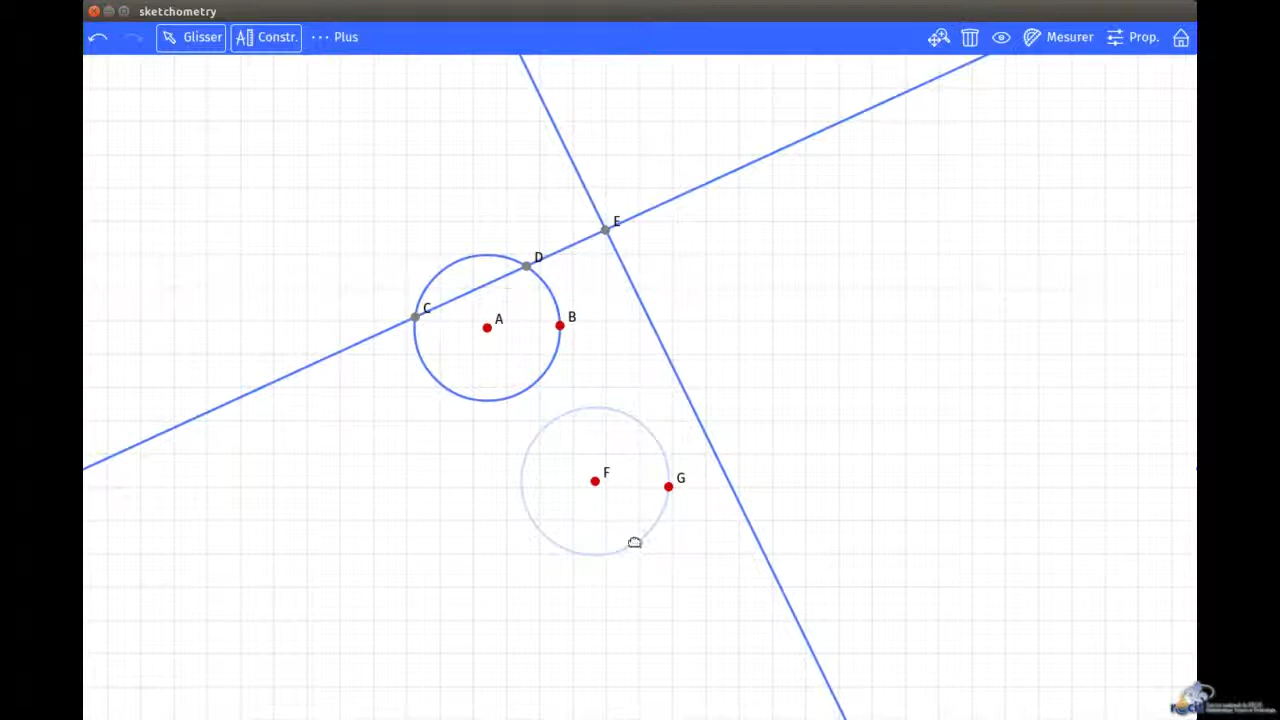 sketchometry
Glisser Constr. ··· Plus Mesurer Prop.
E
D
C
A B
F G